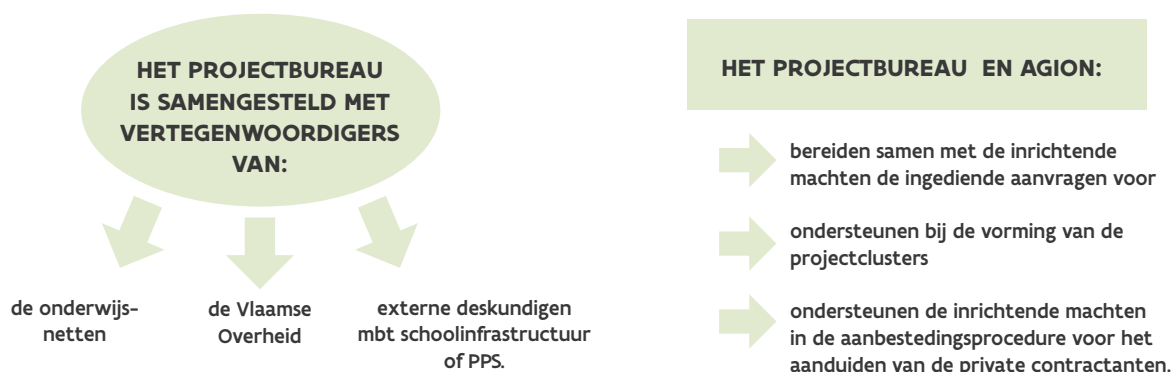 HET PROJECTBUREAU
IS SAMENGESTELD MET
VERTEGENWOORDIGERS
VAN:
de onderwijs-
netten
de Vlaamse
Overheid
externe deskundigen
mbt schoolinfrastructuur
of PPS.
HET PROJECTBUREAU EN AGION:
bereiden samen met de inrichtende
machten de ingediende aanvragen voor
ondersteunen bij de vorming van de
projectclusters
ondersteunen de inrichtende machten
in de aanbestedingsprocedure voor het
aanduiden van de private contractanten.